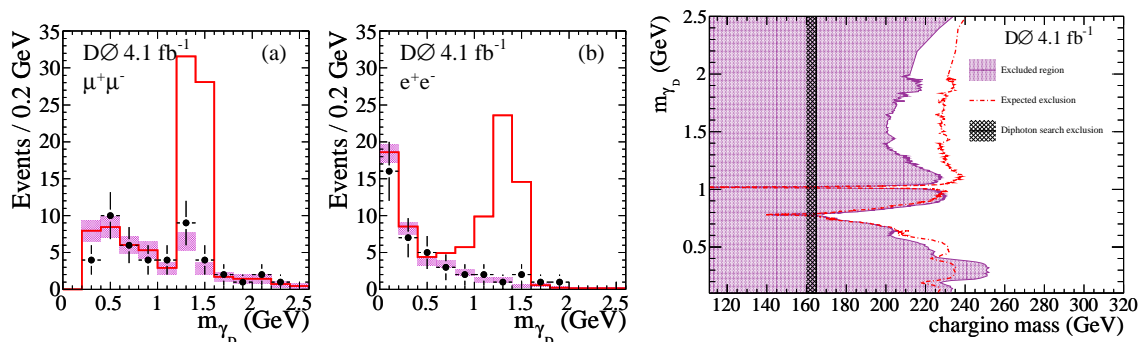 Events / 0.2 GeV
35
30
25
20
15
10
5
0
DØ 4.1 fb⁻¹
(a)
μ⁺μ⁻
0 0.5 1 1.5 2 2.5
m_γD (GeV)
Events / 0.2 GeV
35
30
25
20
15
10
5
0
DØ 4.1 fb⁻¹
(b)
e⁺e⁻
0 0.5 1 1.5 2 2.5
m_γD (GeV)
m_γD (GeV)
2.5
2
1.5
1
0.5
DØ 4.1 fb⁻¹
Excluded region
Expected exclusion
Diphoton search exclusion
120 140 160 180 200 220 240 260 280 300 320
chargino mass (GeV)